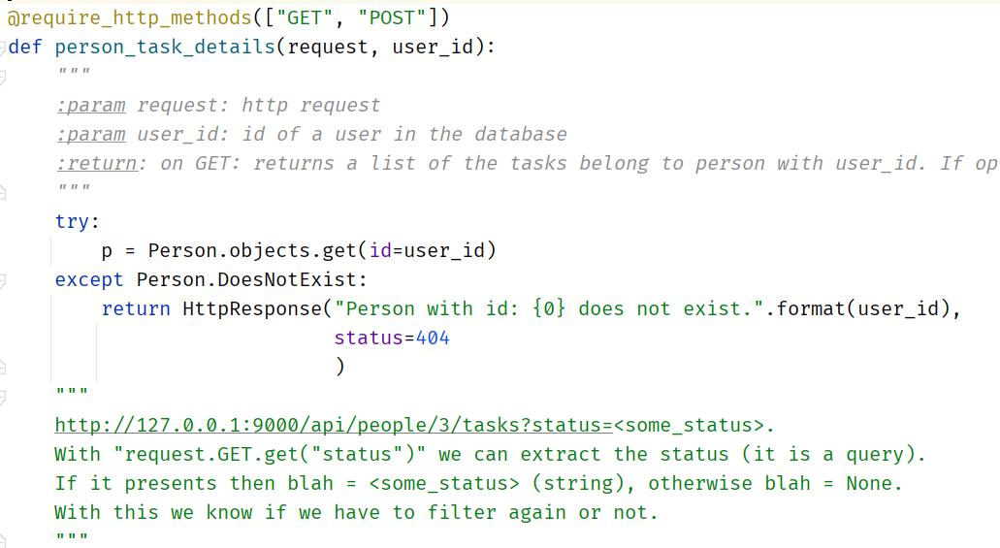 @require_http_methods(["GET", "POST"])
def person_task_details(request, user_id):
"""
:param request: http request
:param user_id: id of a user in the database
:return: on GET: returns a list of the tasks belong to person with user_id. If op
"""
try:
p = Person.objects.get(id=user_id)
except Person.DoesNotExist:
return HttpResponse("Person with id: {0} does not exist.".format(user_id),
status=404
)
"""
http://127.0.0.1:9000/api/people/3/tasks?status=<some_status>.
With "request.GET.get("status")" we can extract the status (it is a query).
If it presents then blah = <some_status> (string), otherwise blah = None.
With this we know if we have to filter again or not.
"""